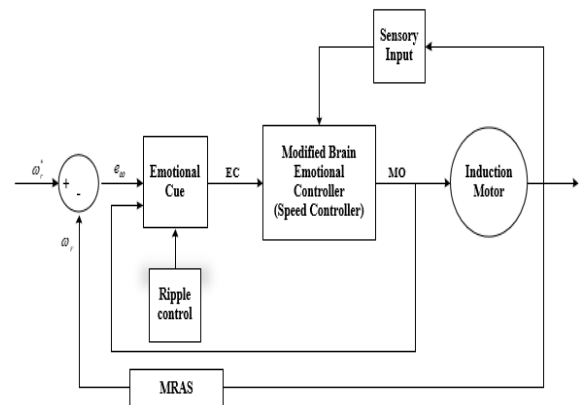 Sensory
Input
ω*r
+
-
eω
Emotional
Cue
EC
Modified Brain
Emotional
Controller
(Speed Controller)
MO
Induction
Motor
ωr
Ripple
control
MRAS